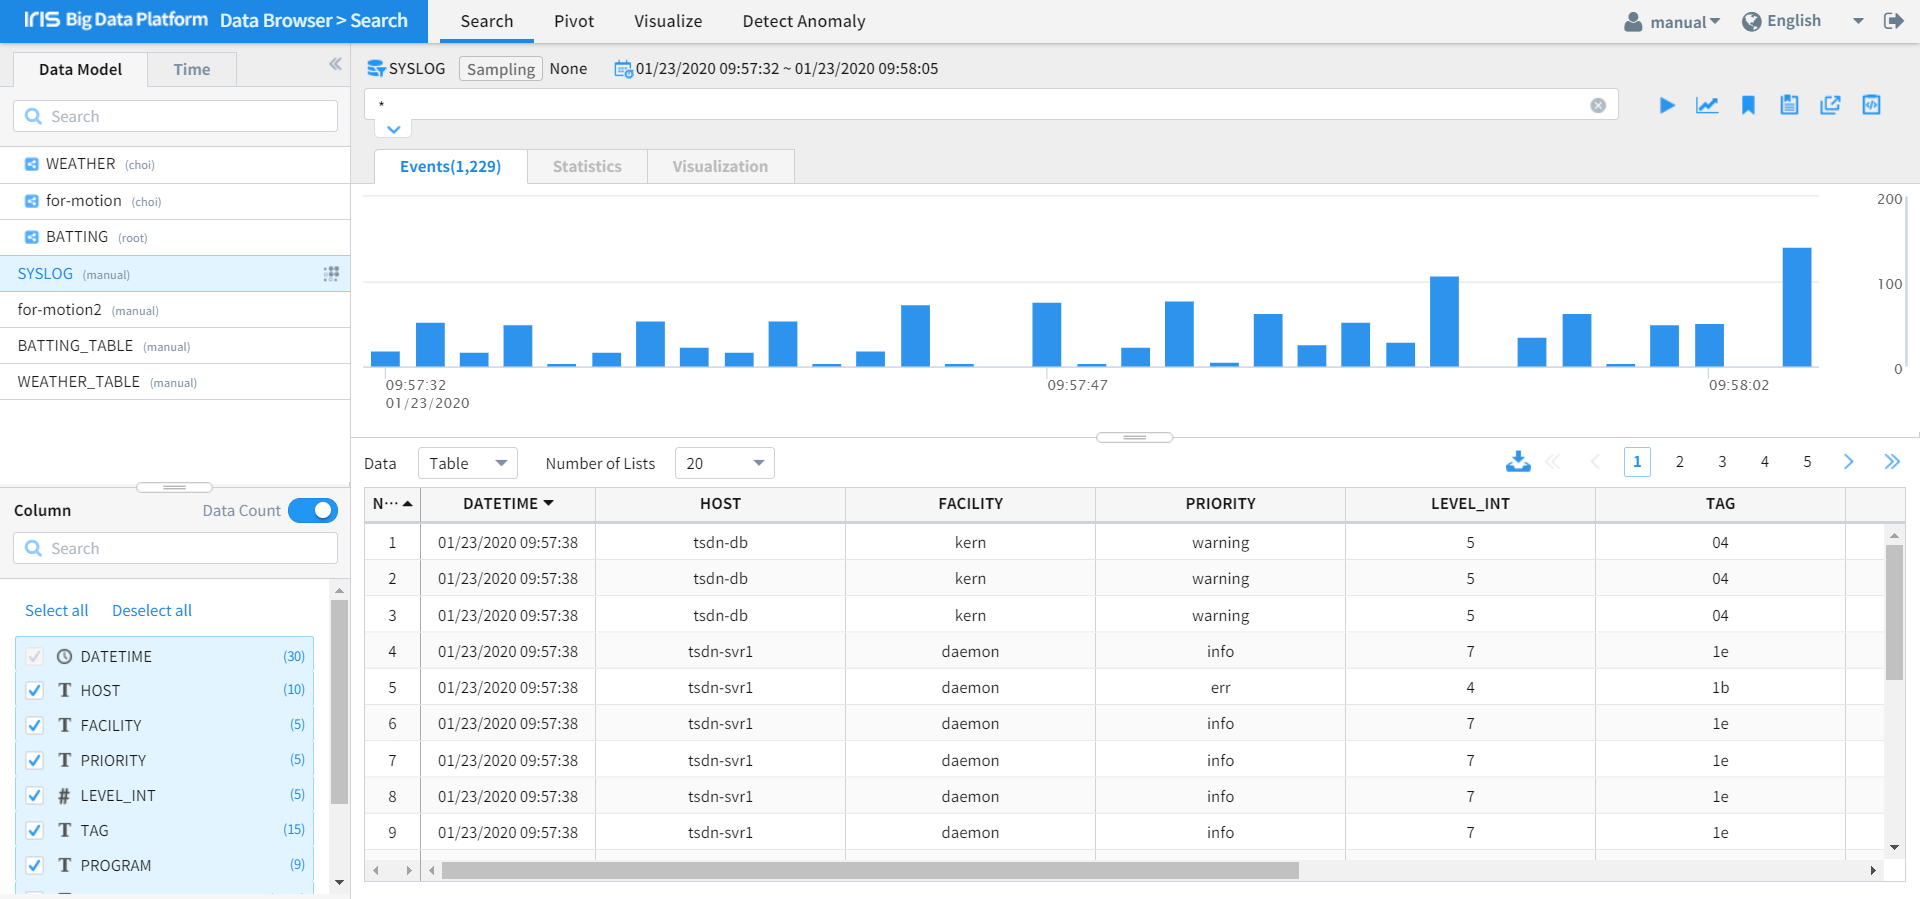 IRIS Big Data Platform Data Browser > Search
Search Pivot Visualize Detect Anomaly
manual English
Data Model Time
Search
WEATHER (choi)
for-motion (choi)
BATTING (root)
SYSLOG (manual)
for-motion2 (manual)
BATTING_TABLE (manual)
WEATHER_TABLE (manual)
Column Data Count
Search
Select all Deselect all
DATETIME (30)
HOST (10)
FACILITY (5)
PRIORITY (5)
LEVEL_INT (5)
TAG (15)
PROGRAM (9)
SYSLOG Sampling None 01/23/2020 09:57:32 ~ 01/23/2020 09:58:05
*
Events(1,229) Statistics Visualization
200
100
0
09:57:32 09:57:47 09:58:02
01/23/2020
Data Table Number of Lists 20 1 2 3 4 5
N··· DATETIME HOST FACILITY PRIORITY LEVEL_INT TAG
1 01/23/2020 09:57:38 tsdn-db kern warning 5 04
2 01/23/2020 09:57:38 tsdn-db kern warning 5 04
3 01/23/2020 09:57:38 tsdn-db kern warning 5 04
4 01/23/2020 09:57:38 tsdn-svr1 daemon info 7 1e
5 01/23/2020 09:57:38 tsdn-svr1 daemon err 4 1b
6 01/23/2020 09:57:38 tsdn-svr1 daemon info 7 1e
7 01/23/2020 09:57:38 tsdn-svr1 daemon info 7 1e
8 01/23/2020 09:57:38 tsdn-svr1 daemon info 7 1e
9 01/23/2020 09:57:38 tsdn-svr1 daemon info 7 1e